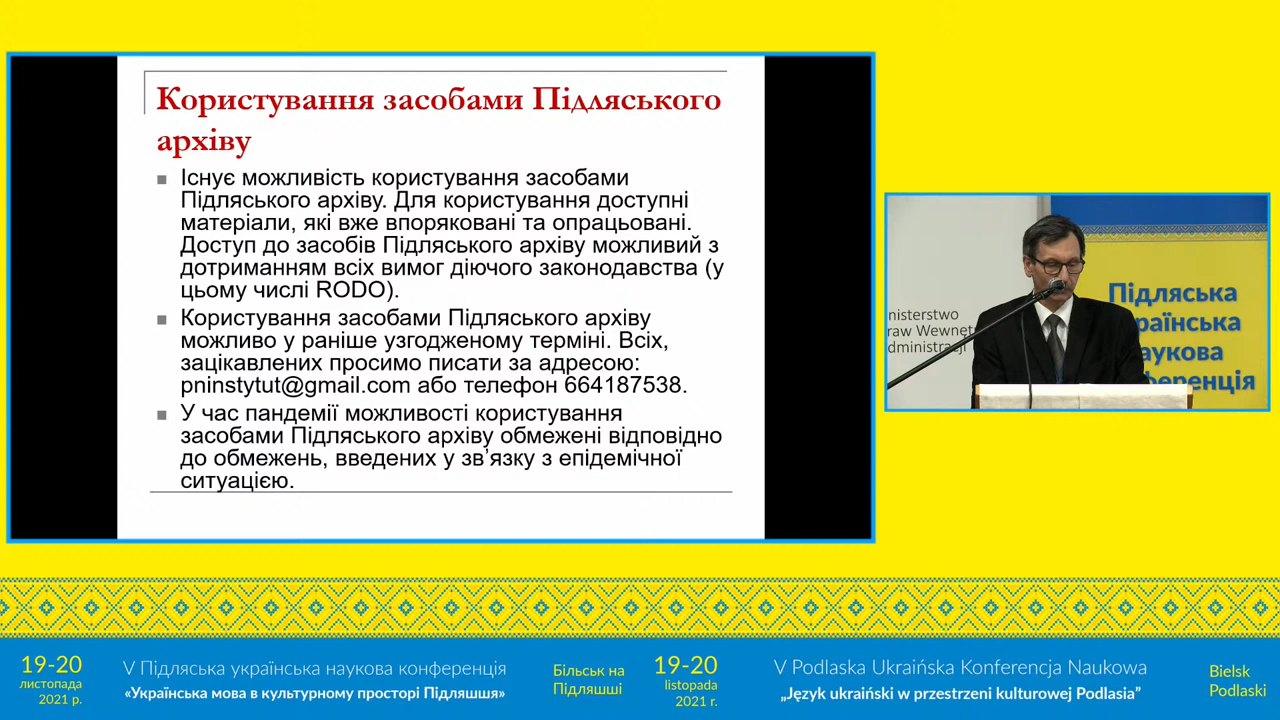 Користування засобами Підляського
архіву
Існує можливість користування засобами
Підляського архіву. Для користування доступні
матеріали, які вже впоряковані та опрацьовані.
Доступ до засобів Підляського архіву можливий з
дотриманням всіх вимог діючого законодавства (у
цьому числі RODO).
Користування засобами Підляського архіву
можливо у раніше узгодженому терміні. Всіх,
зацікавлених просимо писати за адресою:
pninstytut@gmail.com або телефон 664187538.
У час пандемії можливості користування
засобами Підляського архіву обмежені відповідно
до обмежень, введених у зв’язку з епідемічної
ситуацією.
nisterstwo
raw Wewnęt
dministracji
Підляська
раїнська
аукова
ференція
19-20
листопада
2021 р.
V Підляська українська наукова конференція
«Українська мова в культурному просторі Підляшшя»
Більськ на
Підляшші
19-20
listopada
2021 r.
V Podlaska Ukraińska Konferencja Naukowa
„Język ukraiński w przestrzeni kulturowej Podlasia”
Bielsk
Podlaski